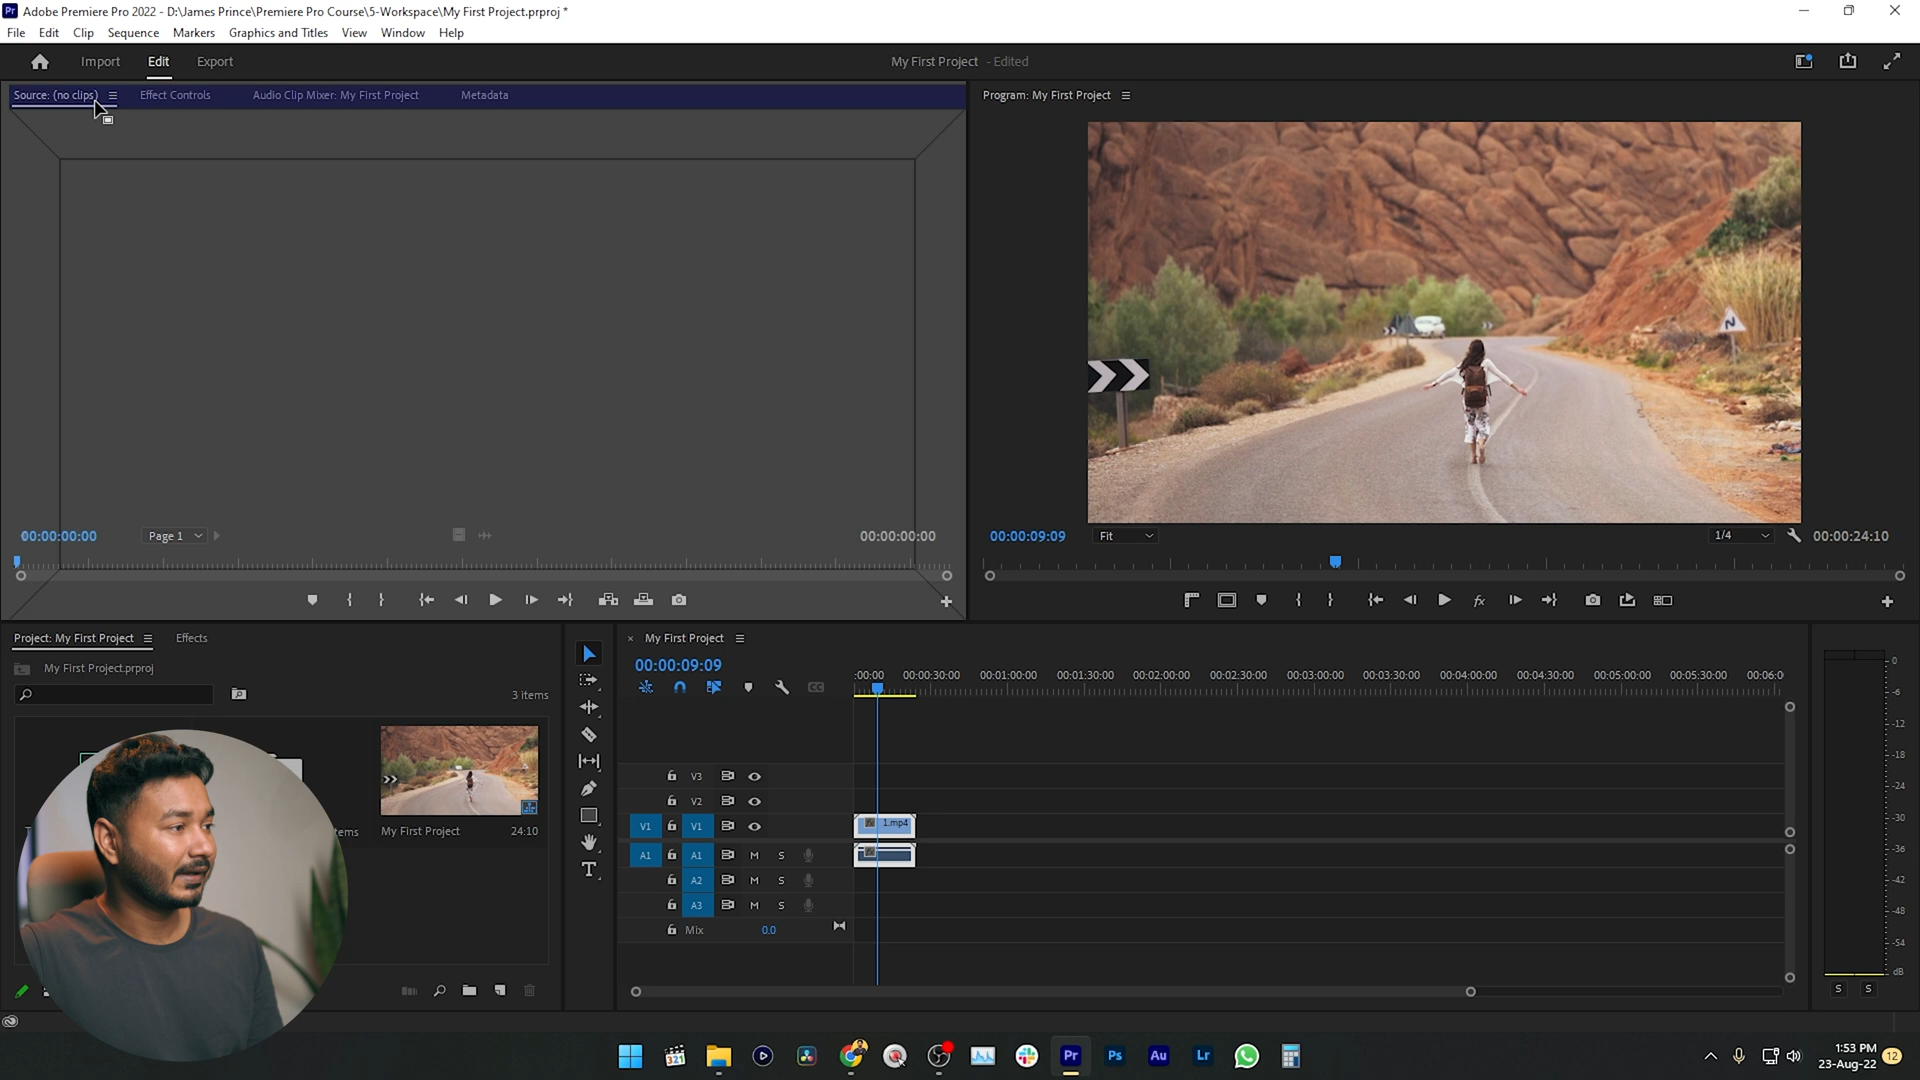 Pr Adobe Premiere Pro 2022 - D:\James Prince\Premiere Pro Course\5-Workspace\My First Project.prproj *
File Edit Clip Sequence Markers Graphics and Titles View Window Help
Import Edit Export My First Project - Edited
Source: (no clips) Effect Controls Audio Clip Mixer: My First Project Metadata
Program: My First Project
N
00:00:00:00 Page 1 00:00:00:00
00:00:09:09 Fit 1/4 00:00:24:10
fx
Project: My First Project Effects
My First Project.prproj
3 items
My First Project 24:10
My First Project
00:00:09:09
:00:00 00:00:30:00 00:01:00:00 00:01:30:00 00:02:00:00 00:02:30:00 00:03:00:00 00:03:30:00 00:04:00:00 00:04:30:00 00:05:00:00 00:05:30:00 00:06:0
V3
V2
V1 V1 1.mp4
A1 A1 M S
A2 M S
A3 M S
Mix 0.0
0
-6
-12
-18
-24
-30
-36
-42
-48
-54
dB
S S
321 Pr Ps Au Lr
1:53 PM
23-Aug-22 12